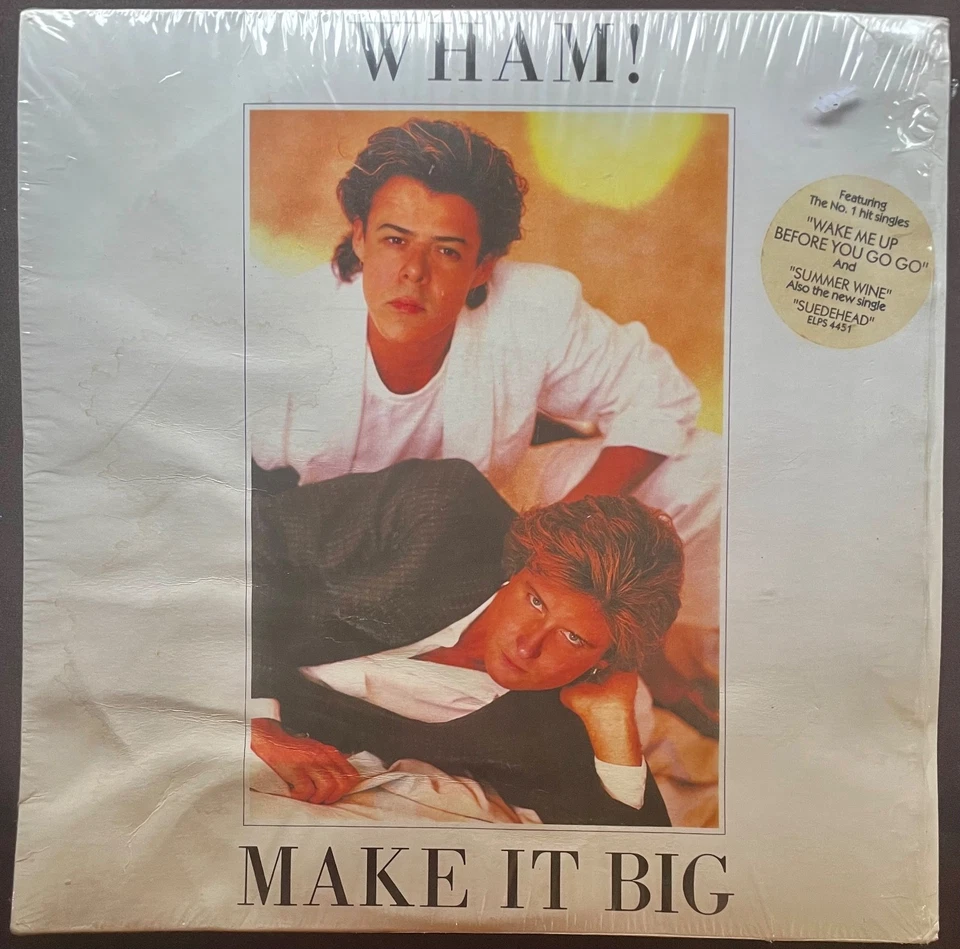 WHAM!
Featuring
The No. 1 hit singles
"WAKE ME UP
BEFORE YOU GO GO"
And
"SUMMER WINE"
Also the new single
"SUEDEHEAD"
ELPS 4451
MAKE IT BIG